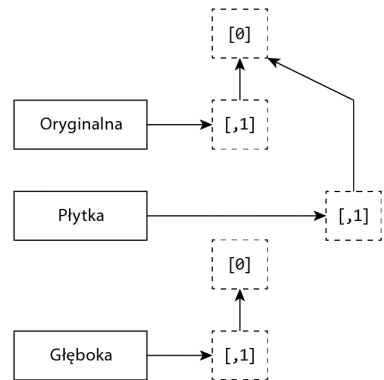 [0]
Oryginalna
[,1]
Płytka
[,1]
[0]
Głęboka
[,1]